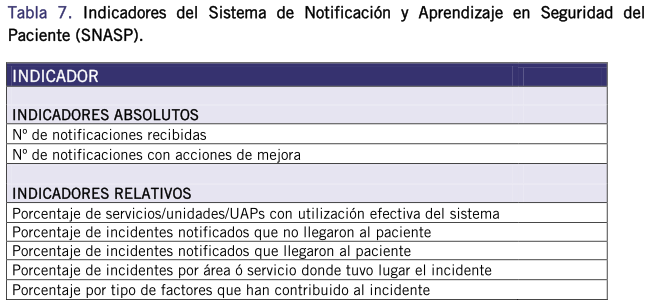 Tabla 7. Indicadores del Sistema de Notificación y Aprendizaje en Seguridad del
Paciente (SNASP).
INDICADOR
INDICADORES ABSOLUTOS
Nº de notificaciones recibidas
Nº de notificaciones con acciones de mejora
INDICADORES RELATIVOS
Porcentaje de servicios/unidades/UAPs con utilización efectiva del sistema
Porcentaje de incidentes notificados que no llegaron al paciente
Porcentaje de incidentes notificados que llegaron al paciente
Porcentaje de incidentes por área ó servicio donde tuvo lugar el incidente
Porcentaje por tipo de factores que han contribuido al incidente